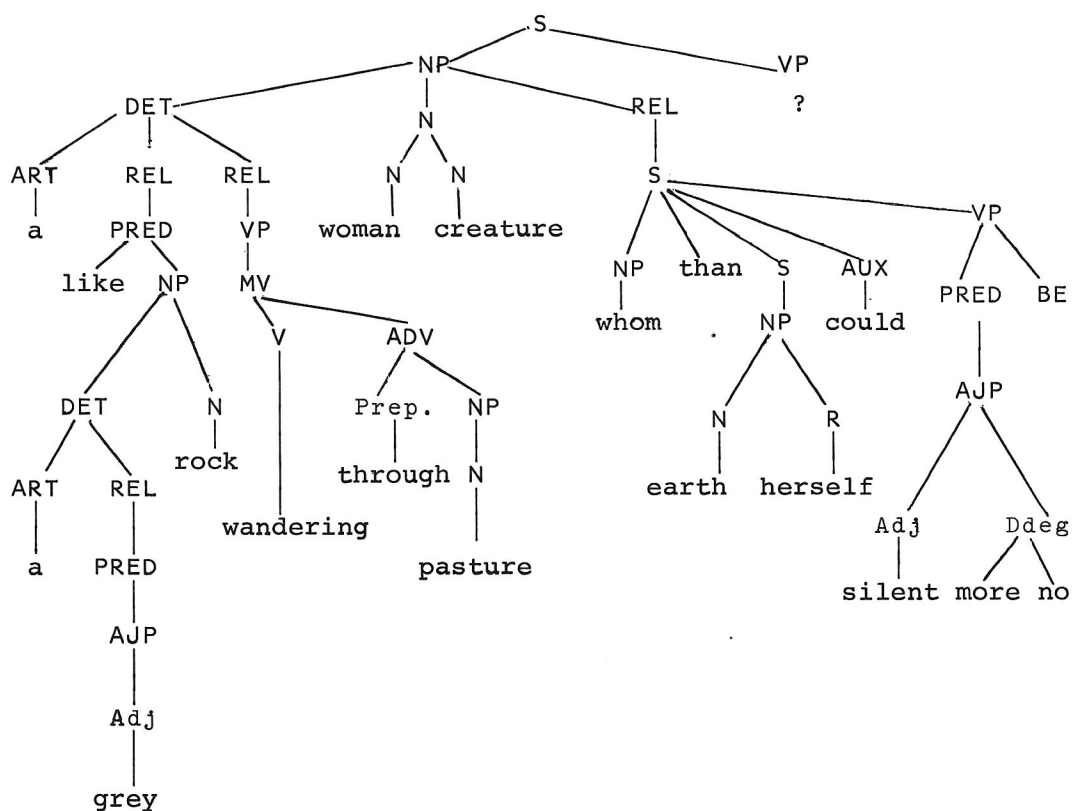 S
NP VP
DET N REL ?
ART REL REL N N S
a PRED VP woman creature VP
like NP MV NP than S AUX PRED BE
V ADV whom NP could
DET N Prep. NP N R AJP
rock through N
ART REL earth herself Adj Ddeg
a PRED wandering pasture silent more no
AJP
Adj
grey